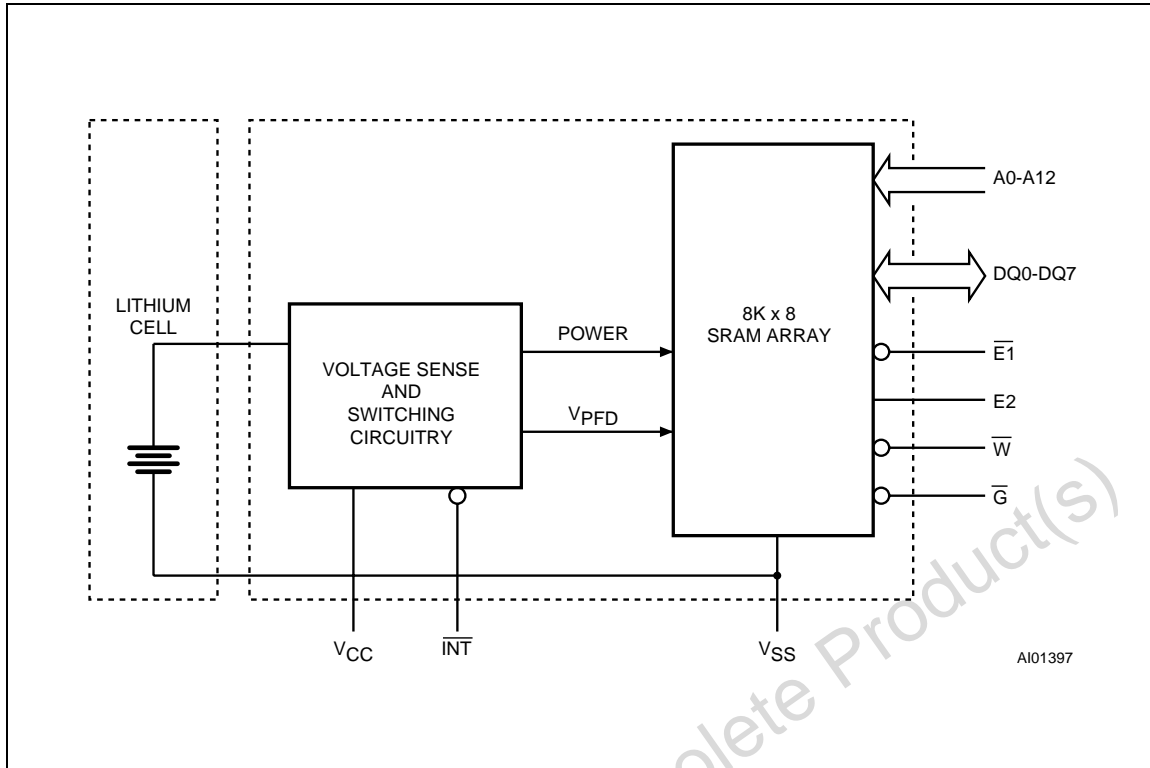 A0-A12
DQ0-DQ7
LITHIUM
CELL
8K x 8
SRAM ARRAY
POWER
E1
VOLTAGE SENSE
AND
SWITCHING
CIRCUITRY
E2
VPFD
W
G
VCC
INT
VSS
AI01397
olete Product(s)